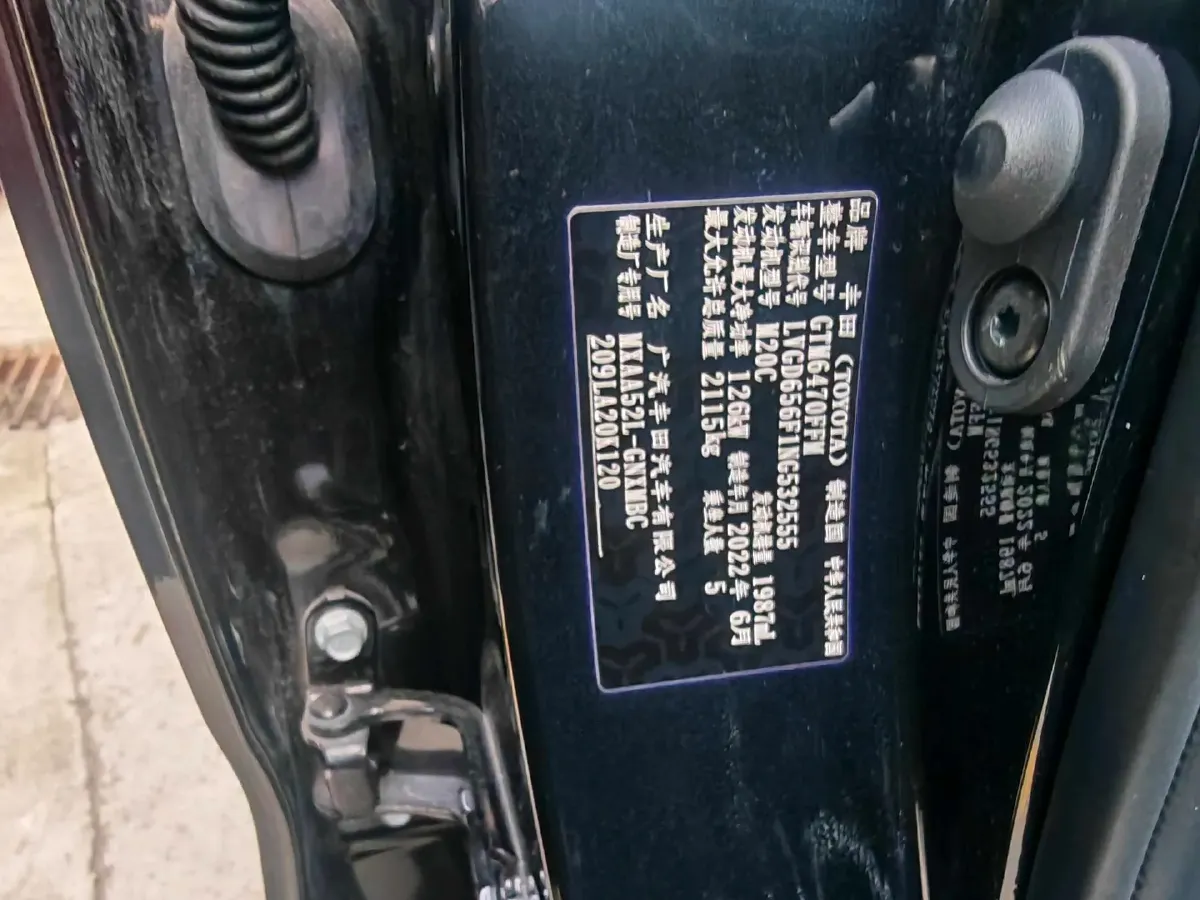 品牌 丰田（TOYOTA） 制造国 中华人民共和国
整车型号 GTM6470FFM
车辆识别代号 LVGD656F1NG532555
发动机型号 M20C 发动机排量 1987mL
发动机最大净功率 126kW 制造年月 2022年 6月
最大允许总质量 2115kg 乘坐人数 5
生产厂名 广汽丰田汽车有限公司
制造厂专用号 MXAA52L-GNXMBC
209LA20K120